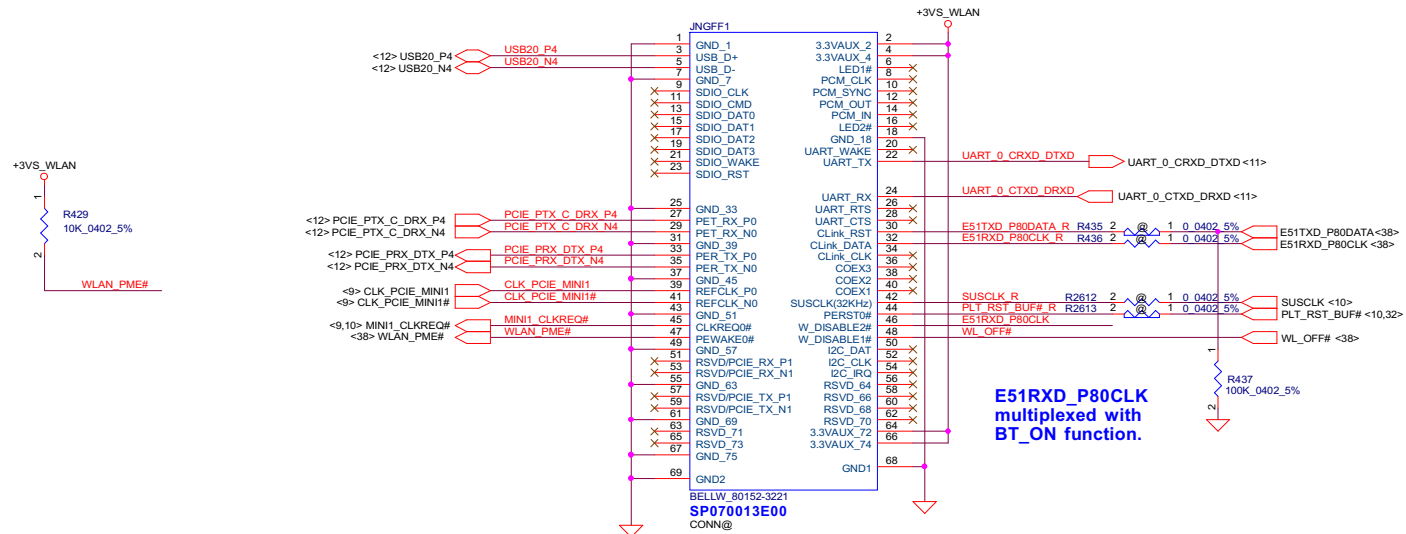 +3VS_WLAN
JNGFF1
1 GND_1 3.3VAUX_2 2
<12> USB20_P4 USB20_P4 3 USB_D+ 3.3VAUX_4 4
<12> USB20_N4 USB20_N4 5 USB_D- LED1# 6
7 GND_7 PCM_CLK 8
9 SDIO_CLK PCM_SYNC 10
11 SDIO_CMD PCM_OUT 12
13 SDIO_DAT0 PCM_IN 14
15 SDIO_DAT1 LED2# 16
17 SDIO_DAT2 GND_18 18
19 SDIO_DAT3 UART_WAKE 20
21 SDIO_WAKE UART_TX 22 UART_0_CRXD_DTXD UART_0_CRXD_DTXD <11>
23 SDIO_RST
+3VS_WLAN
1
R429
10K_0402_5%
2
WLAN_PME#
UART_RX 24 UART_0_CTXD_DRXD UART_0_CTXD_DRXD <11>
25 GND_33 UART_RTS 26
<12> PCIE_PTX_C_DRX_P4 PCIE_PTX_C_DRX_P4 27 PET_RX_P0 UART_CTS 28
<12> PCIE_PTX_C_DRX_N4 PCIE_PTX_C_DRX_N4 29 PET_RX_N0 CLink_RST 30 E51TXD_P80DATA_R R435 2 @ 1 0_0402_5% E51TXD_P80DATA <38>
31 GND_39 CLink_DATA 32 E51RXD_P80CLK_R R436 2 @ 1 0_0402_5% E51RXD_P80CLK <38>
<12> PCIE_PRX_DTX_P4 PCIE_PRX_DTX_P4 33 PER_TX_P0 CLink_CLK 34
<12> PCIE_PRX_DTX_N4 PCIE_PRX_DTX_N4 35 PER_TX_N0 COEX3 36
37 GND_45 COEX2 38
<9> CLK_PCIE_MINI1 CLK_PCIE_MINI1 39 REFCLK_P0 COEX1 40
<9> CLK_PCIE_MINI1# CLK_PCIE_MINI1# 41 REFCLK_N0 SUSCLK(32KHz) 42 SUSCLK_R R2612 2 @ 1 0_0402_5% SUSCLK <10>
43 GND_51 PERST0# 44 PLT_RST_BUF#_R R2613 2 @ 1 0_0402_5% PLT_RST_BUF# <10,32>
<9,10> MINI1_CLKREQ# MINI1_CLKREQ# 45 CLKREQ0# W_DISABLE2# 46 E51RXD_P80CLK
<38> WLAN_PME# WLAN_PME# 47 PEWAKE0# W_DISABLE1# 48 WL_OFF# WL_OFF# <38>
49 GND_57 I2C_DAT 50
51 RSVD/PCIE_RX_P1 I2C_CLK 52
53 RSVD/PCIE_RX_N1 I2C_IRQ 54
55 GND_63 RSVD_64 56
57 RSVD/PCIE_TX_P1 RSVD_66 58
59 RSVD/PCIE_TX_N1 RSVD_68 60
61 GND_69 RSVD_70 62
63 RSVD_71 3.3VAUX_72 64
65 RSVD_73 3.3VAUX_74 66
67 GND_75
GND1 68
69 GND2
1
R437
100K_0402_5%
2
E51RXD_P80CLK
multiplexed with
BT_ON function.
BELLW_80152-3221
SP070013E00
CONN@